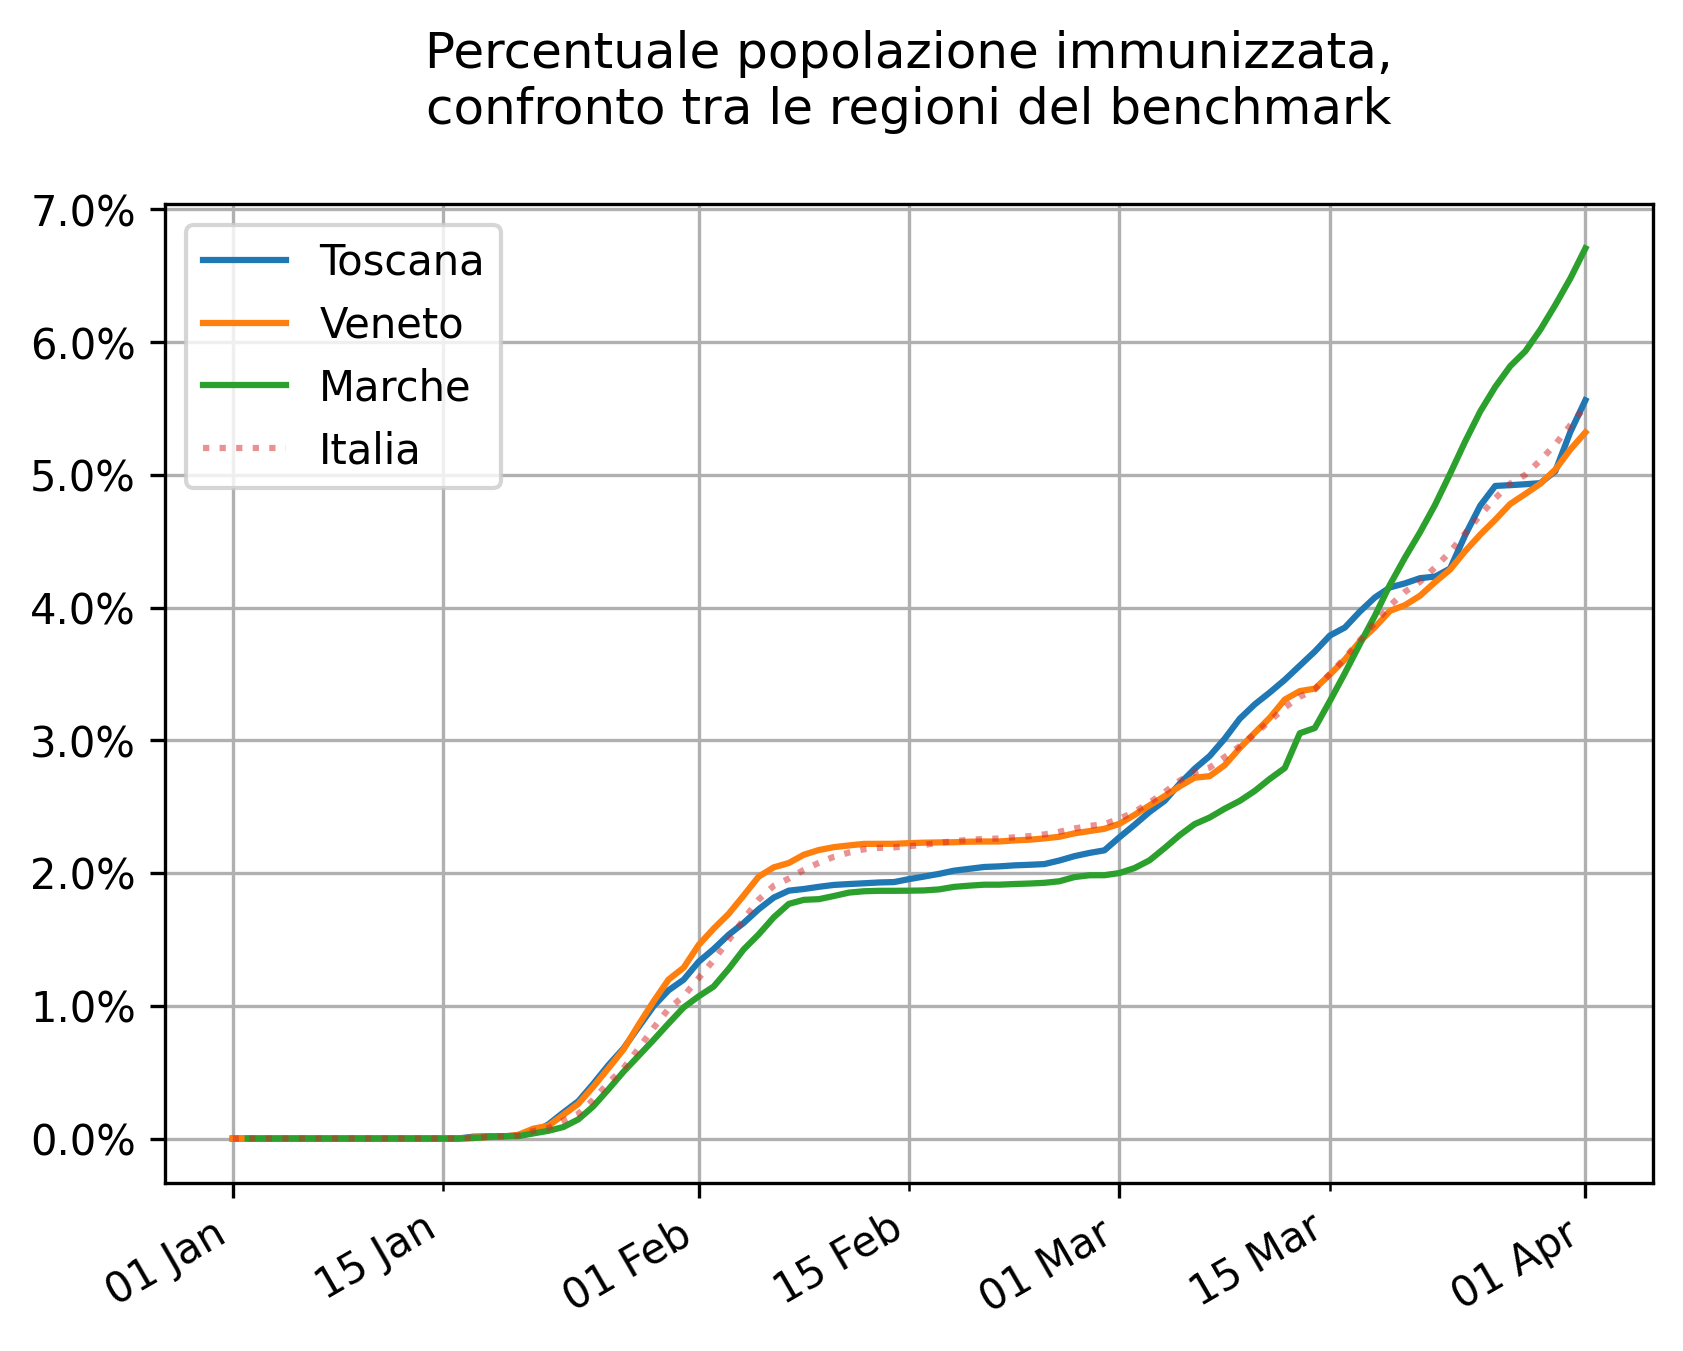 Percentuale popolazione immunizzata,
confronto tra le regioni del benchmark
7.0%
6.0%
5.0%
4.0%
3.0%
2.0%
1.0%
0.0%
Toscana
Veneto
Marche
Italia
01 Jan
15 Jan
01 Feb
15 Feb
01 Mar
15 Mar
01 Apr